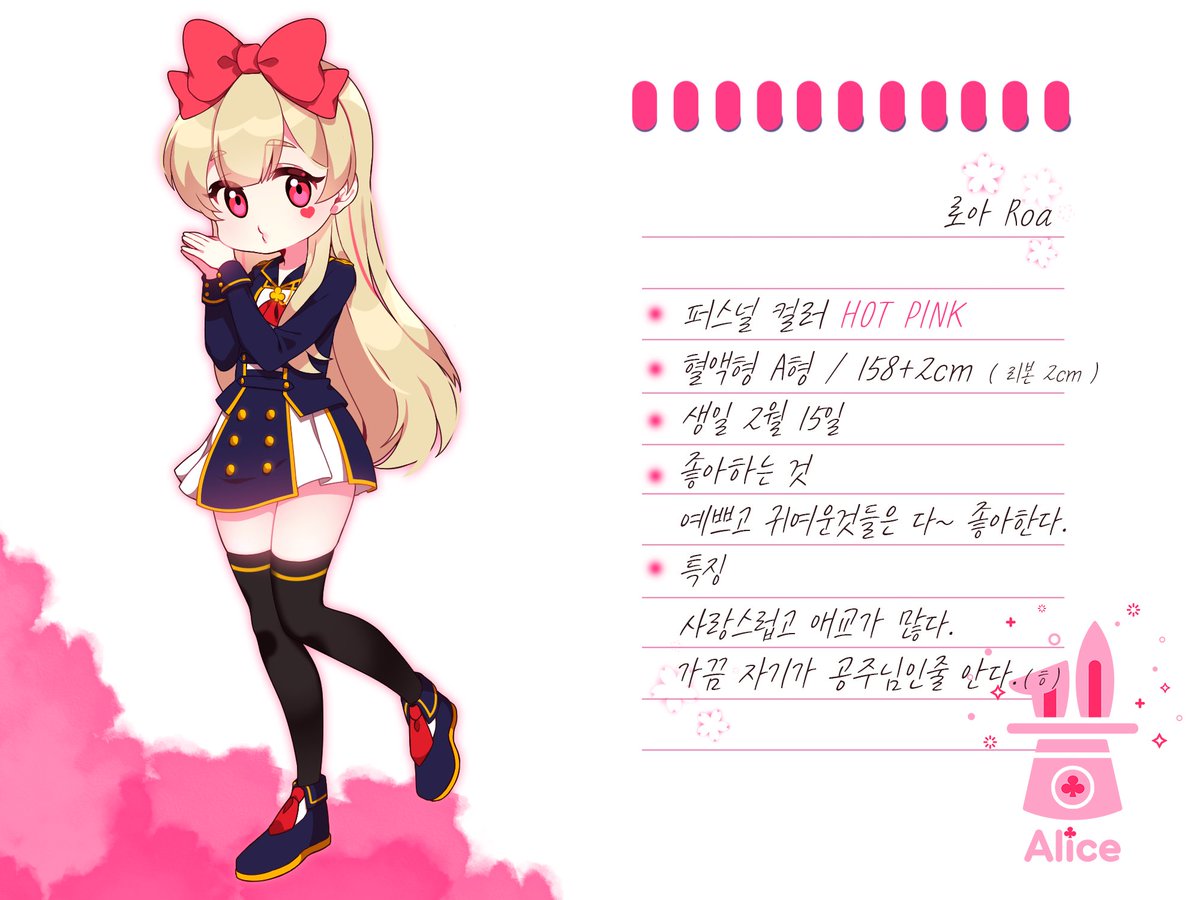 로아 Roa
퍼스널 컬러 HOT PINK
혈액형 A형 / 158+2cm ( 리본 2cm )
생일 2월 15일
좋아하는 것
예쁘고 귀여운것들은 다~ 좋아한다.
특징
사랑스럽고 애교가 많다.
가끔 자기가 공주님인줄 안다.(ㅎ)
Alice